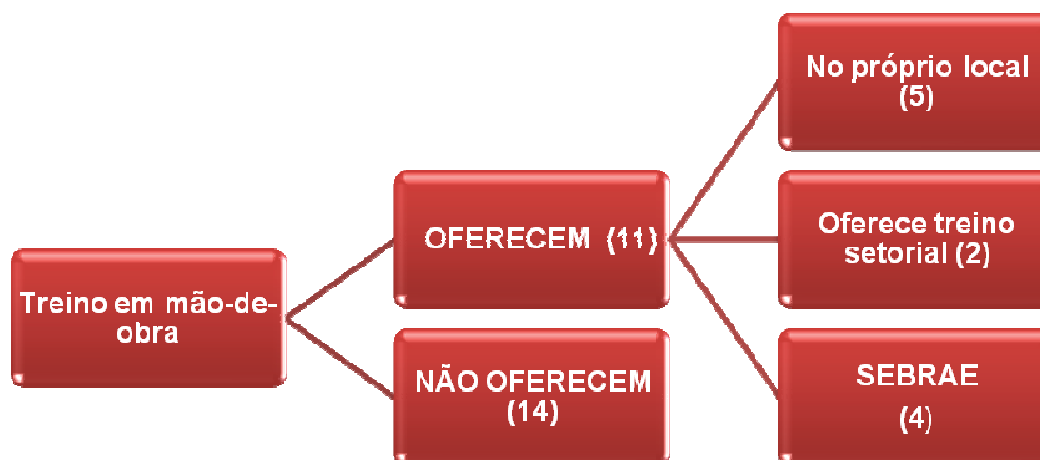 Treino em mão-de-
obra
OFERECEM (11)
NÃO OFERECEM
(14)
No próprio local
(5)
Oferece treino
setorial (2)
SEBRAE
(4)